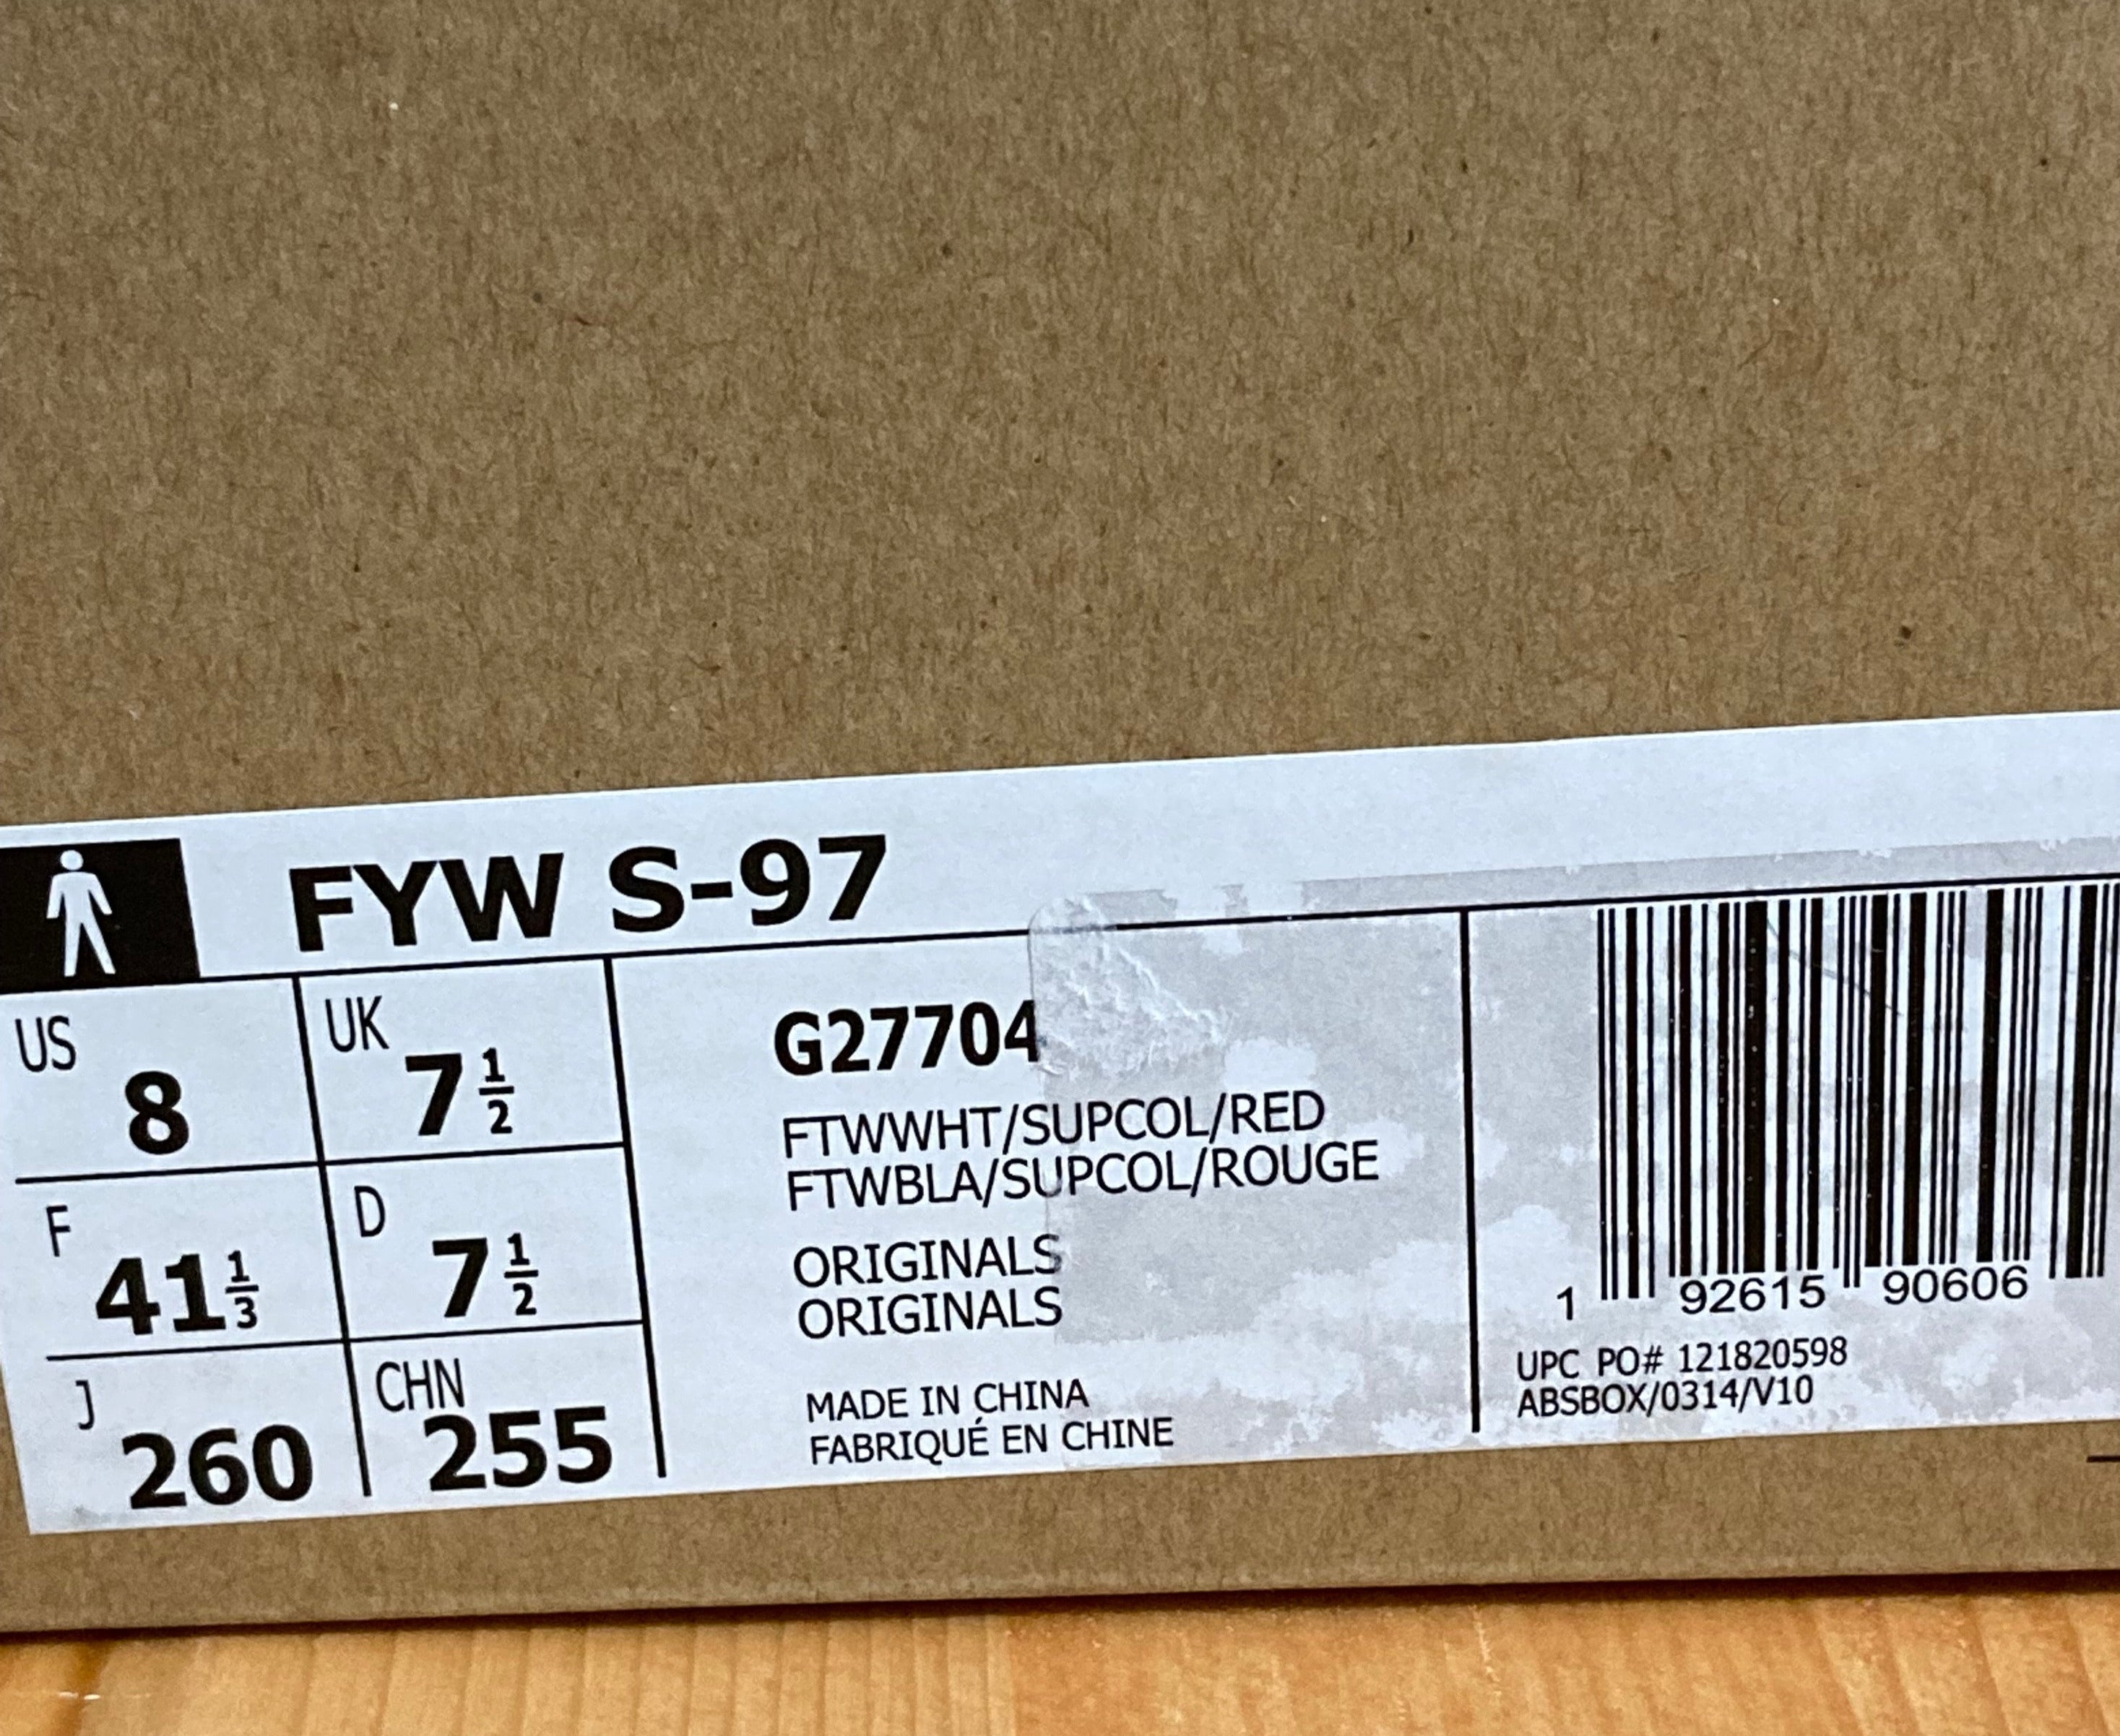 FYW S-97
US 8
UK 7 1/2
F 41 1/3
D 7 1/2
J 260
CHN 255
G27704
FTWWHT/SUPCOL/RED
FTWBLA/SUPCOL/ROUGE
ORIGINALS
ORIGINALS
MADE IN CHINA
FABRIQUÉ EN CHINE
1 92615 90606
UPC PO# 121820598
ABSBOX/0314/V10